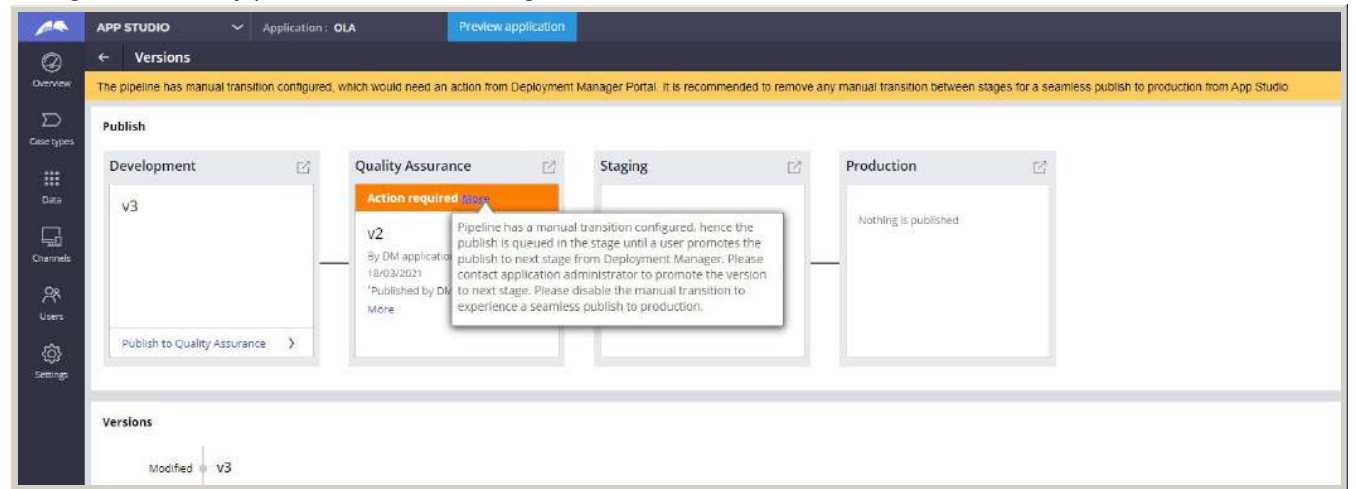 APP STUDIO
Application: OLA
Preview application
Overview
← Versions
The pipeline has manual transition configured, which would need an action from Deployment Manager Portal. It is recommended to remove any manual transition between stages for a seamless publish to production from App Studio.
Case types
Data
Channels
Users
Settings
Publish
Development
v3
Publish to Quality Assurance
Quality Assurance
Action required More
v2
By DM application
18/03/2021
"Published by DM
More
Pipeline has a manual transition configured, hence the
publish is queued in the stage until a user promotes the
publish to next stage from Deployment Manager. Please
contact application administrator to promote the version
to next stage. Please disable the manual transition to
experience a seamless publish to production.
Staging
Production
Nothing is published
Versions
Modified v3